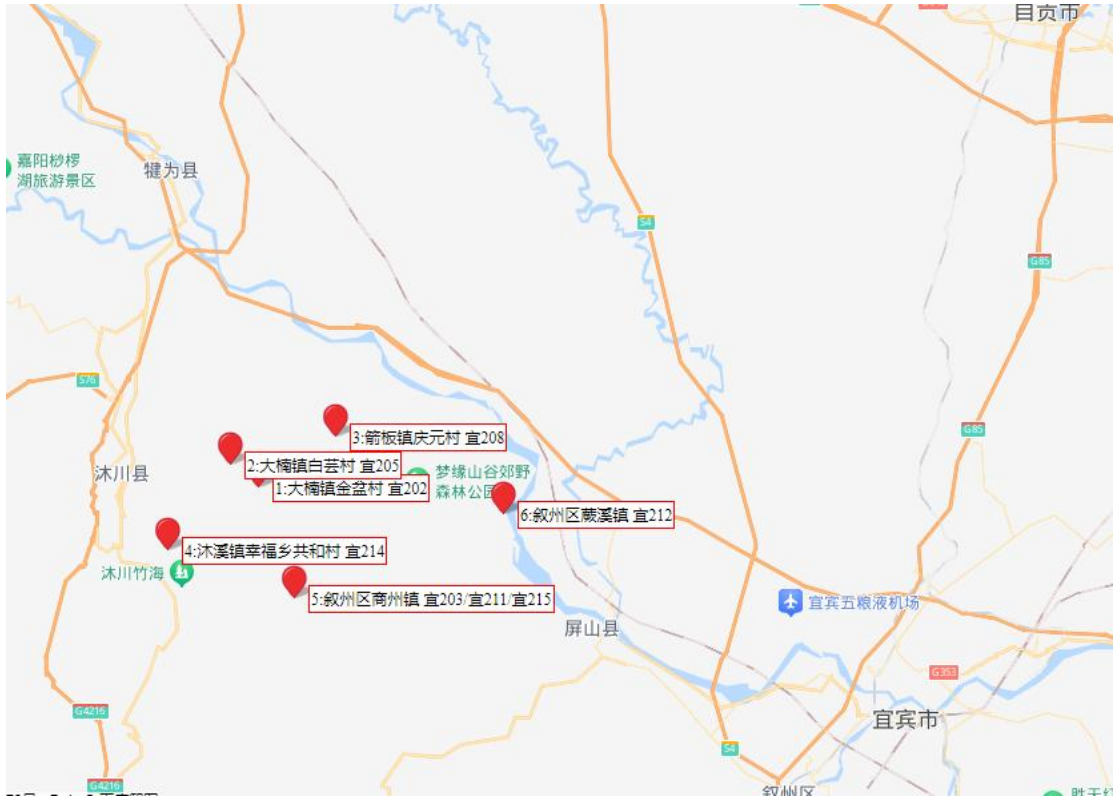 自贡市
嘉阳桫椤
湖旅游景区
犍为县
S4
G85
S76
G85
3:箭板镇庆元村 宜208
2:大楠镇白芸村 宜205
沐川县
梦缘山谷郊野
森林公园
1:大楠镇金盆村 宜202
6:叙州区蕨溪镇 宜212
4:沐溪镇幸福乡共和村 宜214
沐川竹海
5:叙州区商州镇 宜203/宜211/宜215
宜宾五粮液机场
屏山县
G353
G4216
宜宾市
S4
G4216
叙州区